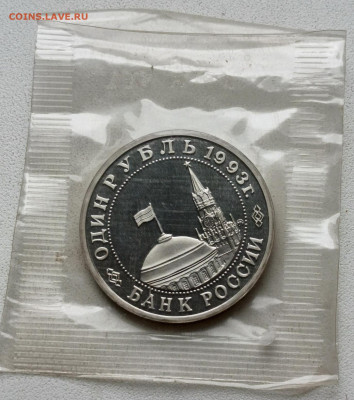 COINS.LAVE.RU
ОДИН РУБЛЬ 1993г.
БАНК РОССИИ